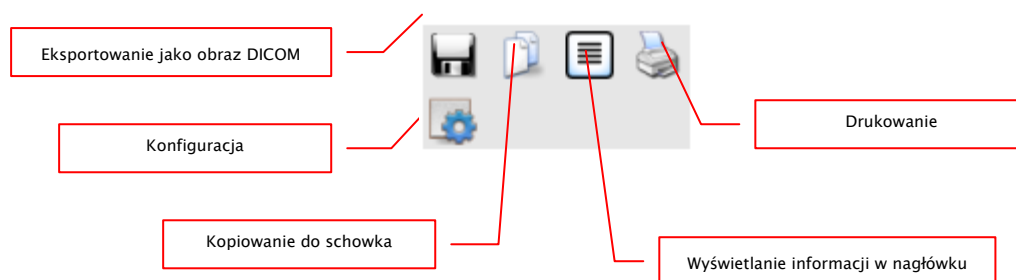 Eksportowanie jako obraz DICOM
Drukowanie
Konfiguracja
Kopiowanie do schowka
Wyświetlanie informacji w nagłówku